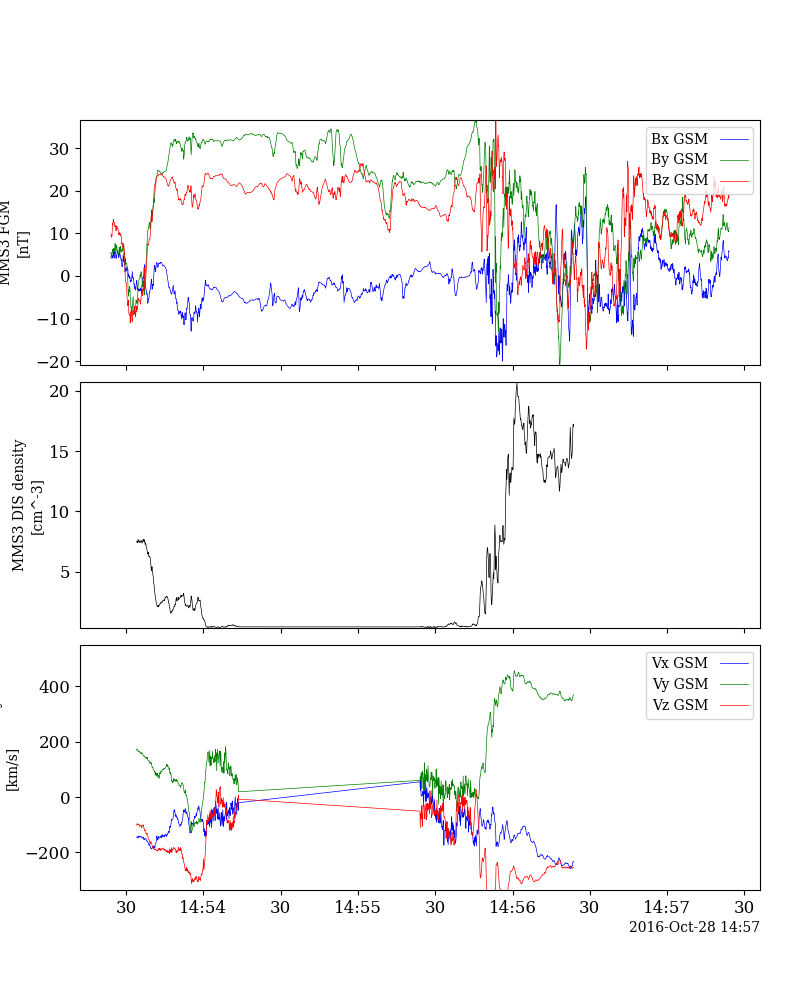 30
20
10
0
−10
−20
MMS3 FGM
[nT]
Bx GSM
By GSM
Bz GSM
20
15
10
5
MMS3 DIS density
[cm^-3]
400
200
0
−200
[km/s]
Vx GSM
Vy GSM
Vz GSM
30 14:54 30 14:55 30 14:56 30 14:57 30
2016-Oct-28 14:57